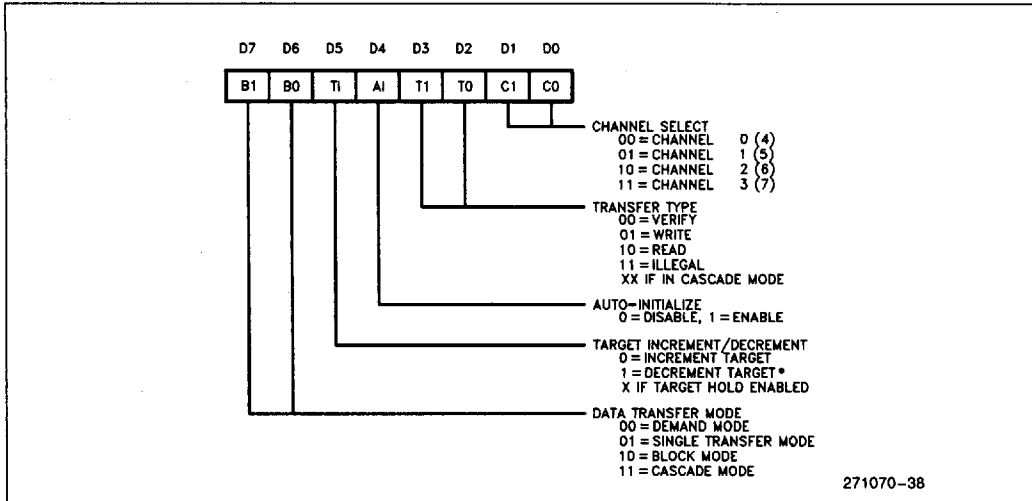 D7 D6 D5 D4 D3 D2 D1 D0
B1 B0 TI AI T1 T0 C1 C0
CHANNEL SELECT
00 = CHANNEL 0 (4)
01 = CHANNEL 1 (5)
10 = CHANNEL 2 (6)
11 = CHANNEL 3 (7)
TRANSFER TYPE
00 = VERIFY
01 = WRITE
10 = READ
11 = ILLEGAL
XX IF IN CASCADE MODE
AUTO-INITIALIZE
0 = DISABLE, 1 = ENABLE
TARGET INCREMENT/DECREMENT
0 = INCREMENT TARGET
1 = DECREMENT TARGET*
X IF TARGET HOLD ENABLED
DATA TRANSFER MODE
00 = DEMAND MODE
01 = SINGLE TRANSFER MODE
10 = BLOCK MODE
11 = CASCADE MODE
271070-38